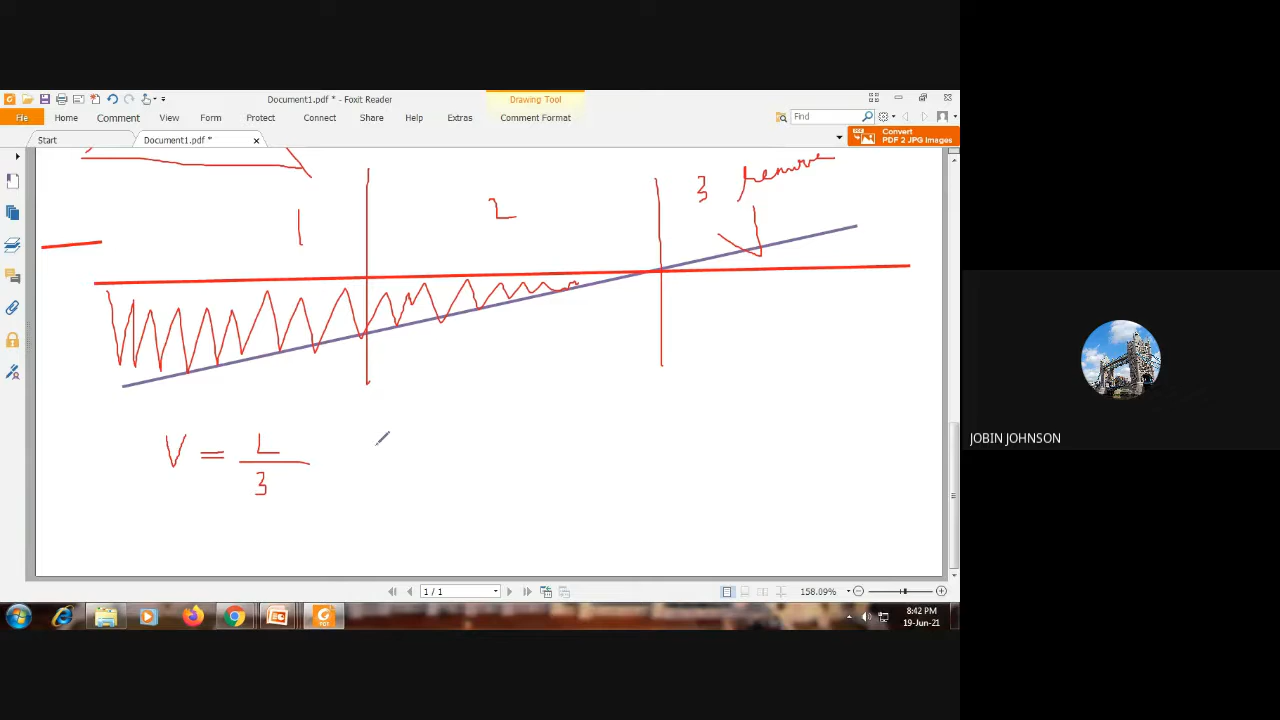 Document1.pdf * - Foxit Reader
Drawing Tool
File Home Comment View Form Protect Connect Share Help Extras Comment Format
Find
Start
Document1.pdf *
Convert
PDF 2 JPG Images
1
2
3 remove
V = L
3
JOBIN JOHNSON
1 / 1
158.09%
8:42 PM
19-Jun-21